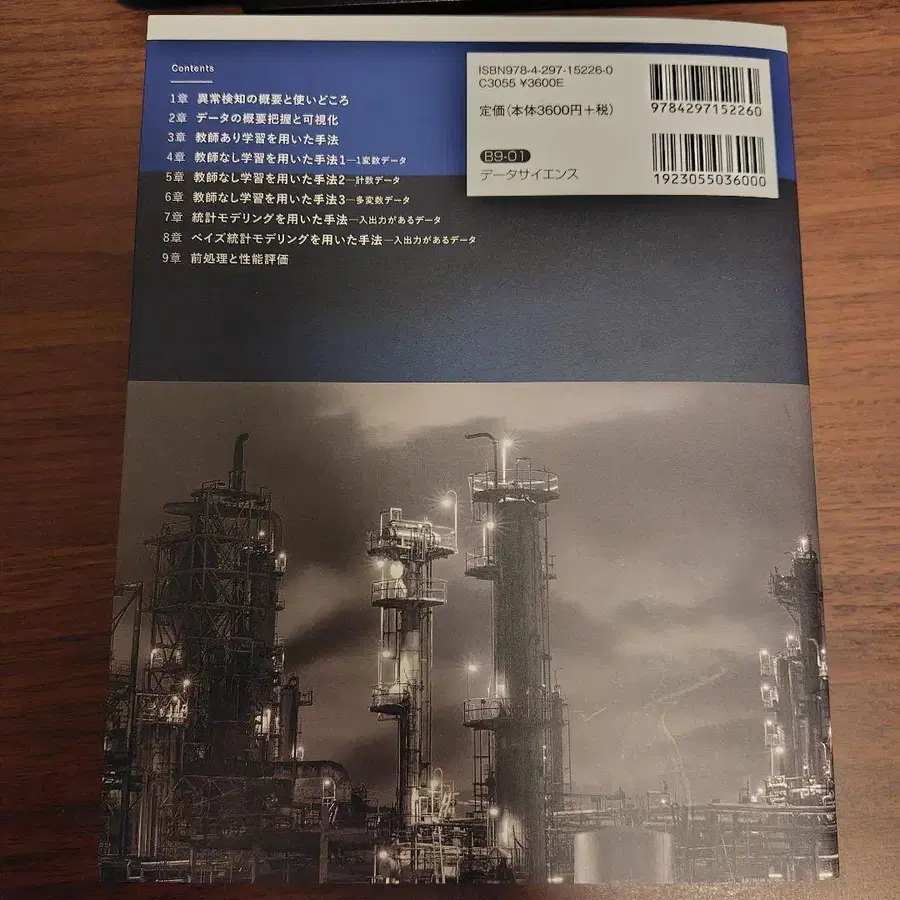 Contents
1章 異常検知の概要と使いどころ
2章 データの概要把握と可視化
3章 教師あり学習を用いた手法
4章 教師なし学習を用いた手法1―1変数データ
5章 教師なし学習を用いた手法2―計数データ
6章 教師なし学習を用いた手法3―多変数データ
7章 統計モデリングを用いた手法―入出力があるデータ
8章 ベイズ統計モデリングを用いた手法―入出力があるデータ
9章 前処理と性能評価
ISBN978-4-297-15226-0
C3055 ¥3600E
定価(本体3600円+税)
B9-01
データサイエンス
9784297152260
1923055036000